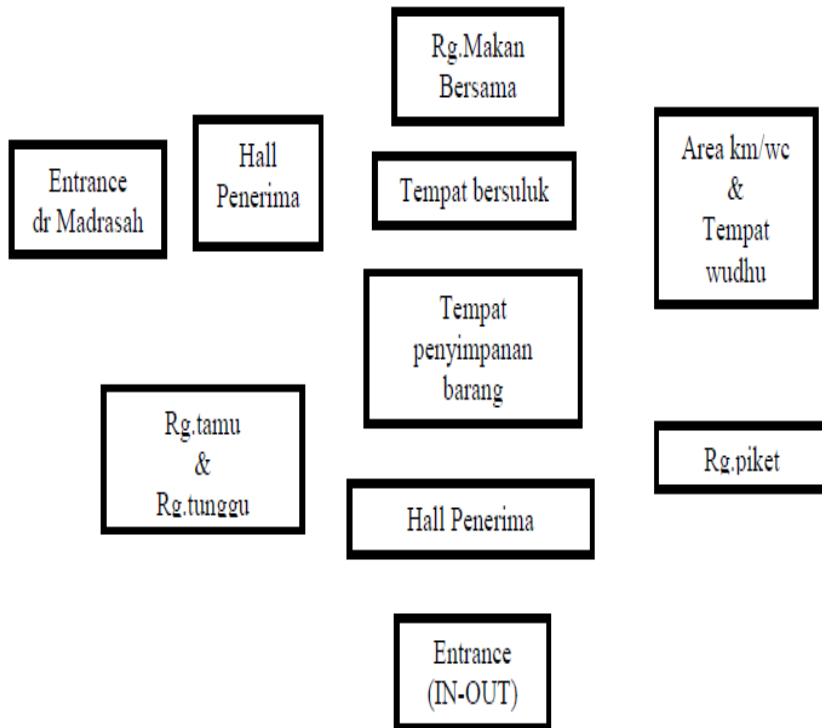 Rg.Makan
Bersama
Entrance
dr Madrasah
Hall
Penerima
Tempat bersuluk
Area km/wc
&
Tempat
wudhu
Tempat
penyimpanan
barang
Rg.tamu
&
Rg.tunggu
Rg.piket
Hall Penerima
Entrance
(IN-OUT)